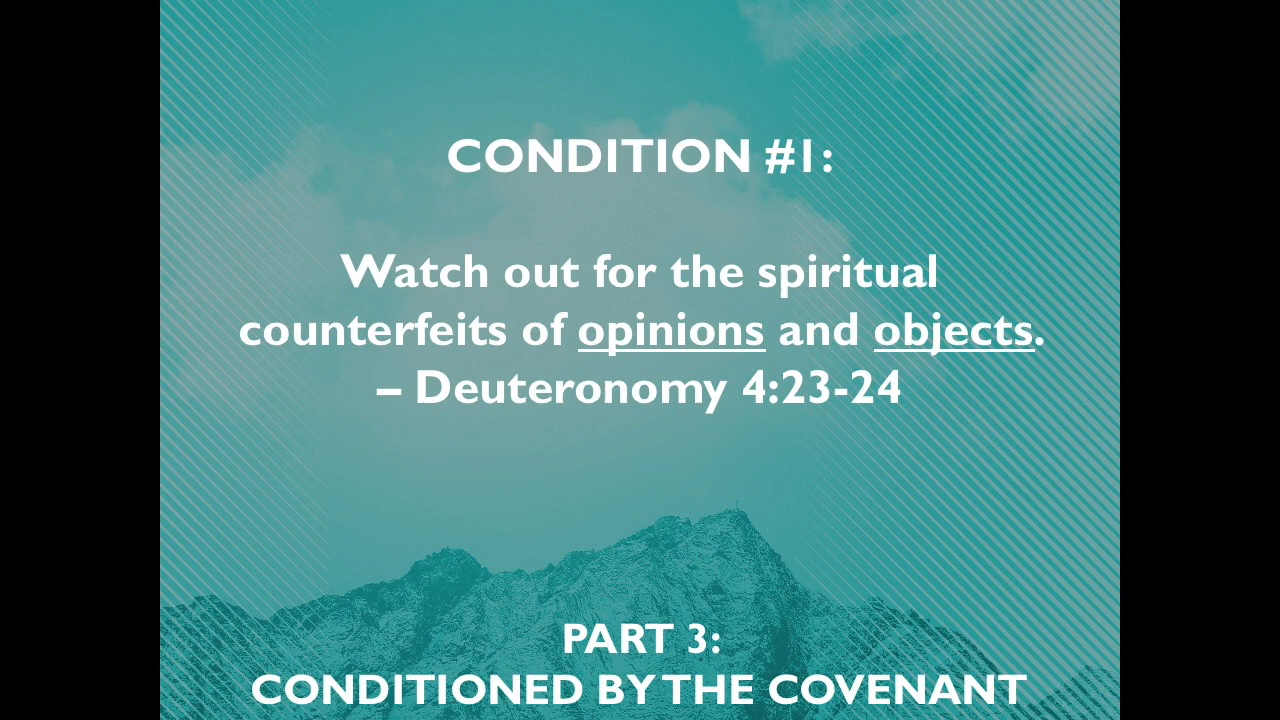 CONDITION #1:
Watch out for the spiritual
counterfeits of opinions and objects.
– Deuteronomy 4:23-24
PART 3:
CONDITIONED BY THE COVENANT